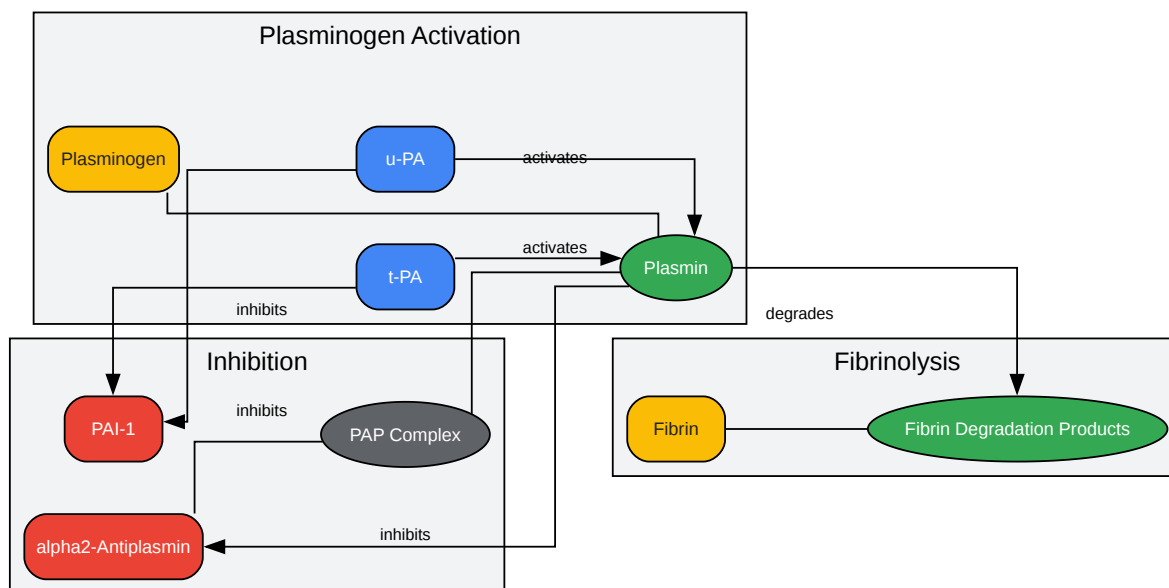 Plasminogen Activation
Plasminogen
u-PA
activates
t-PA
activates
Plasmin
inhibits
degrades
Inhibition
PAI-1
inhibits
PAP Complex
alpha2-Antiplasmin
inhibits
Fibrinolysis
Fibrin
Fibrin Degradation Products